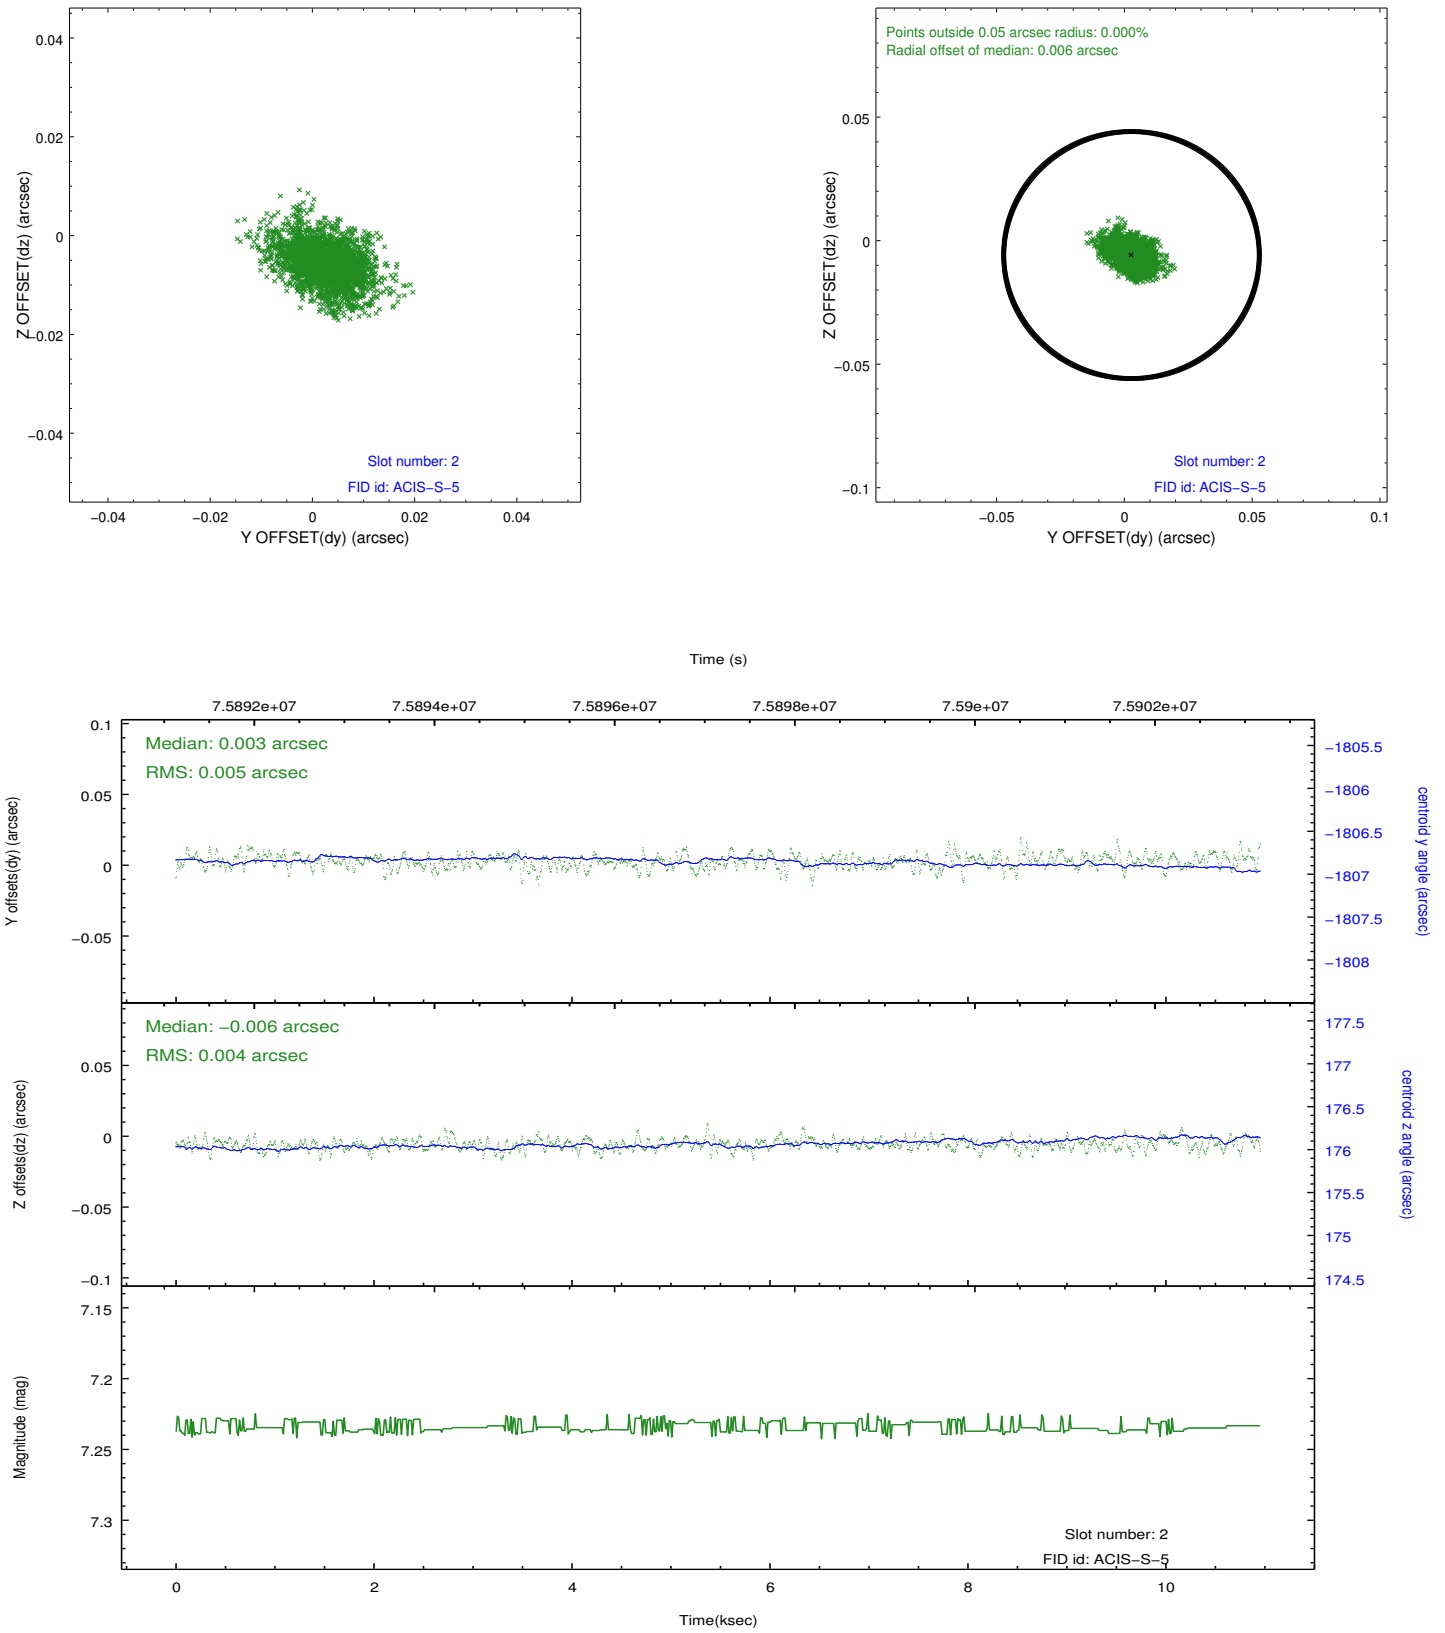 0.04
0.02
0
−0.02
−0.04
Z OFFSET(dz) (arcsec)
Slot number: 2
FID id: ACIS−S−5
−0.04 −0.02 0 0.02 0.04
Y OFFSET(dy) (arcsec)
Points outside 0.05 arcsec radius: 0.000%
Radial offset of median: 0.006 arcsec
0.05
0
−0.05
−0.1
Z OFFSET(dz) (arcsec)
Slot number: 2
FID id: ACIS−S−5
−0.05 0 0.05 0.1
Y OFFSET(dy) (arcsec)
Time (s)
7.5892e+07 7.5894e+07 7.5896e+07 7.5898e+07 7.59e+07 7.5902e+07
Median: 0.003 arcsec
RMS: 0.005 arcsec
0.1
0.05
0
−0.05
Y offsets(dy) (arcsec)
−1805.5
−1806
−1806.5
−1807
−1807.5
−1808
centroid y angle (arcsec)
Median: −0.006 arcsec
RMS: 0.004 arcsec
0.05
0
−0.05
−0.1
Z offsets(dz) (arcsec)
177.5
177
176.5
176
175.5
175
174.5
centroid z angle (arcsec)
7.15
7.2
7.25
7.3
Magnitude (mag)
Slot number: 2
FID id: ACIS−S−5
0 2 4 6 8 10
Time(ksec)